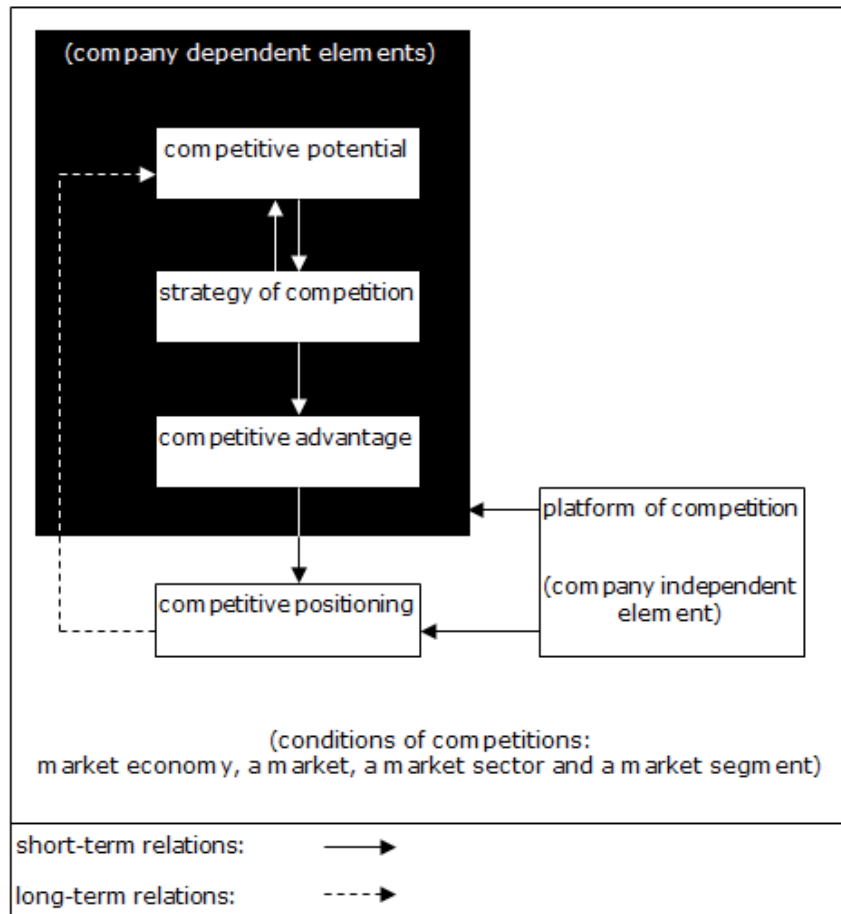 (company dependent elements)
competitive potential
strategy of competition
competitive advantage
platform of competition
(company independent
element)
competitive positioning
(conditions of competitions:
market economy, a market, a market sector and a market segment)
short-term relations:
long-term relations: